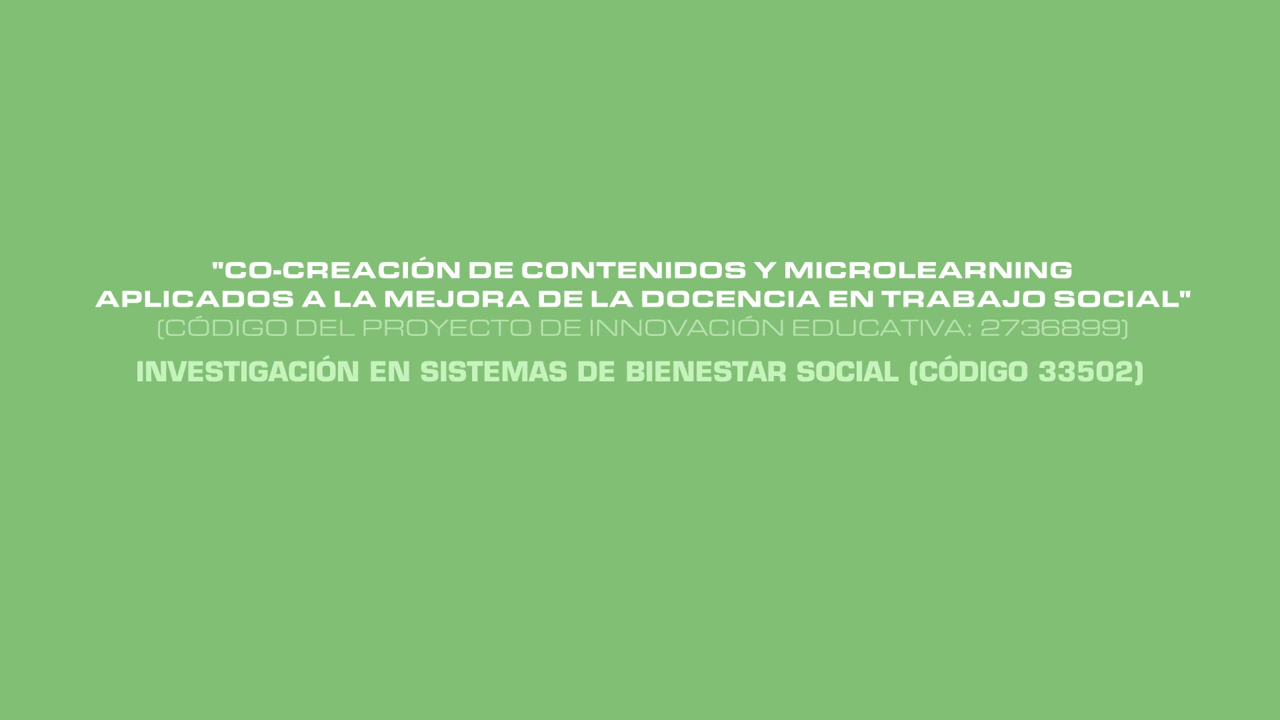 "CO-CREACIÓN DE CONTENIDOS Y MICROLEARNING
APLICADOS A LA MEJORA DE LA DOCENCIA EN TRABAJO SOCIAL"
(CÓDIGO DEL PROYECTO DE INNOVACIÓN EDUCATIVA: 2736899)
INVESTIGACIÓN EN SISTEMAS DE BIENESTAR SOCIAL (CÓDIGO 33502)